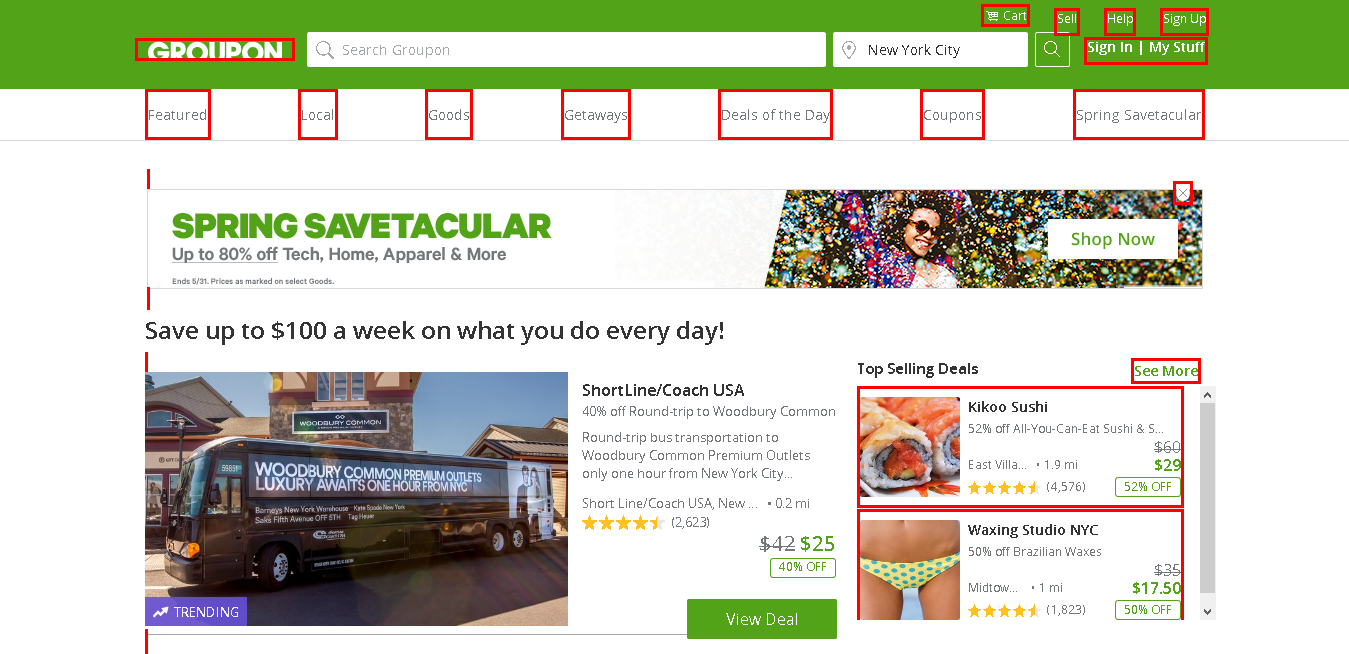 Cart
Sell
Help
Sign Up
GROUPON
Search Groupon
New York City
Sign In | My Stuff
Featured
Local
Goods
Getaways
Deals of the Day
Coupons
Spring Savetacular
SPRING SAVETACULAR
Up to 80% off Tech, Home, Apparel & More
Ends 5/31. Prices as marked on select Goods.
Shop Now
Save up to $100 a week on what you do every day!
WOODBURY COMMON
59851
WOODBURY COMMON PREMIUM OUTLETS
LUXURY AWAITS ONE HOUR FROM NYC
Barneys New York Warehouse Kate Spade New York
Saks Fifth Avenue OFF 5TH Tag Heuer
TRENDING
ShortLine/Coach USA
40% off Round-trip to Woodbury Common
Round-trip bus transportation to
Woodbury Common Premium Outlets
only one hour from New York City...
Short Line/Coach USA, New ... • 0.2 mi
(2,623)
$42 $25
40% OFF
View Deal
Top Selling Deals
See More
Kikoo Sushi
52% off All-You-Can-Eat Sushi & S...
$60
East Villa... • 1.9 mi
$29
(4,576)
52% OFF
Waxing Studio NYC
50% off Brazilian Waxes
$35
Midtow... • 1 mi
$17.50
(1,823)
50% OFF